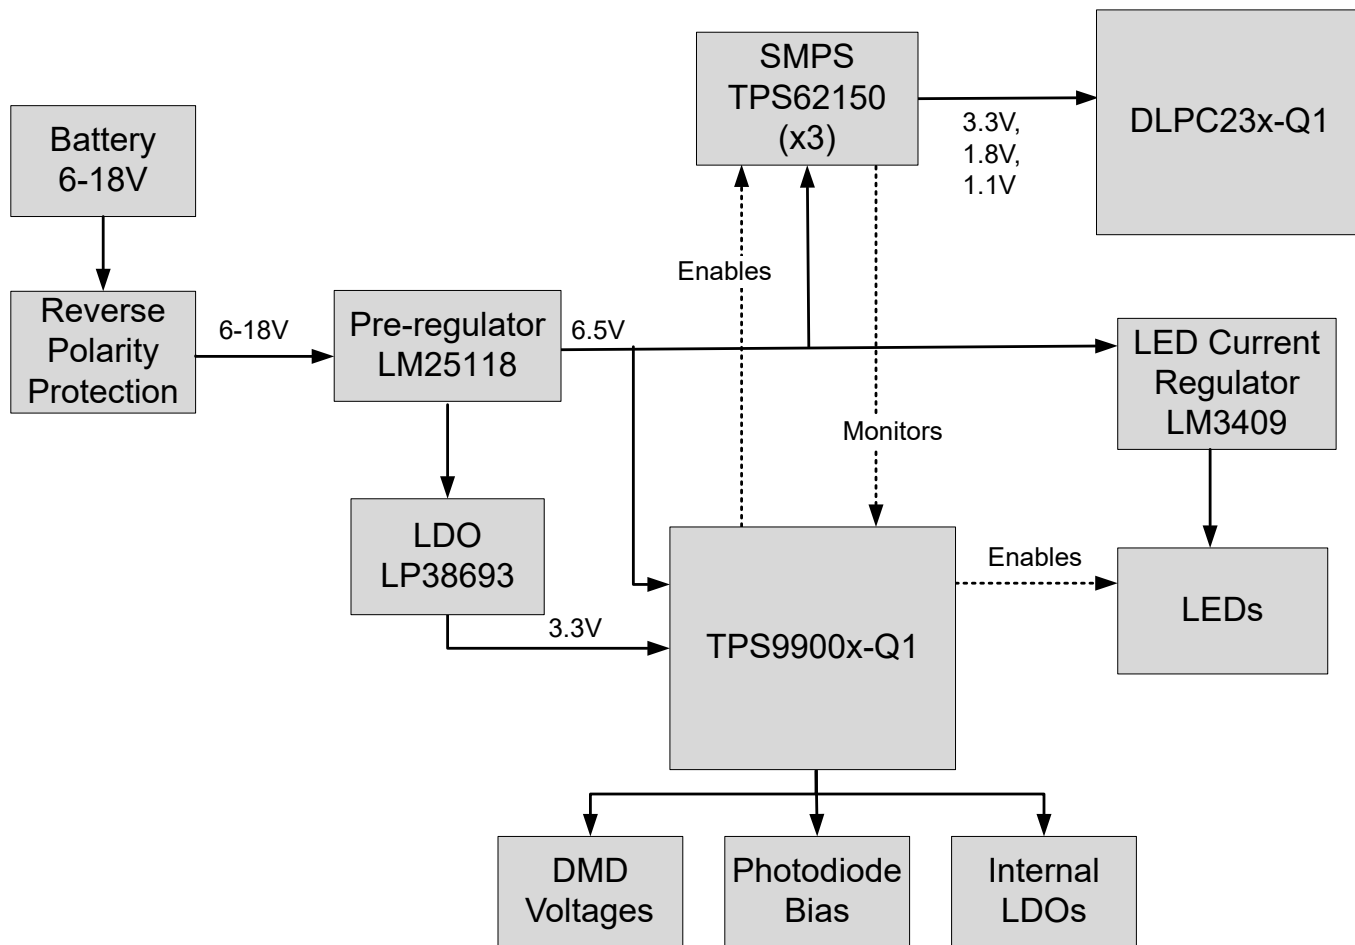 SMPS
TPS62150
(x3)
DLPC23x-Q1
3.3V,
1.8V,
1.1V
Battery
6-18V
Enables
Reverse
Polarity
Protection
6-18V
Pre-regulator
LM25118
6.5V
LED Current
Regulator
LM3409
Monitors
LDO
LP38693
3.3V
TPS9900x-Q1
Enables
LEDs
DMD
Voltages
Photodiode
Bias
Internal
LDOs